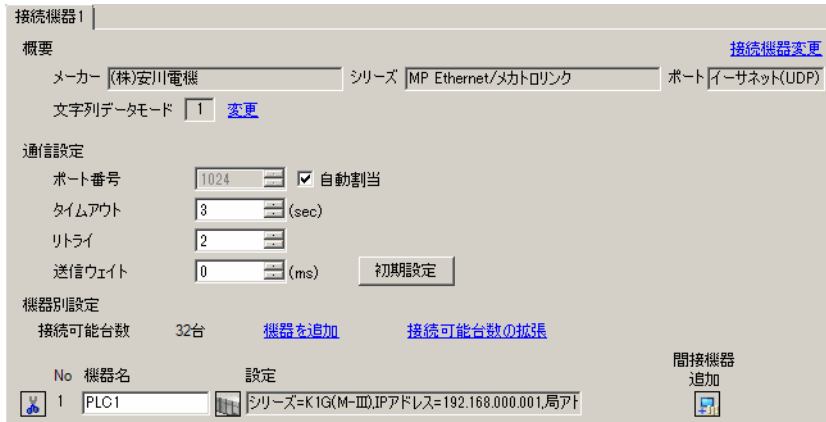 接続機器1
概要 接続機器変更
メーカー (株)安川電機 シリーズ MP Ethernet/メカトロリンク ポート イーサネット(UDP)
文字列データモード 1 変更
通信設定
ポート番号 1024 自動割当
タイムアウト 3 (sec)
リトライ 2
送信ウェイト 0 (ms) 初期設定
機器別設定
接続可能台数 32台 機器を追加 接続可能台数の拡張
間接機器
No 機器名 設定 追加
1 PLC1 シリーズ=K1G(M-Ⅲ),IPアドレス=192.168.000.001,局アト